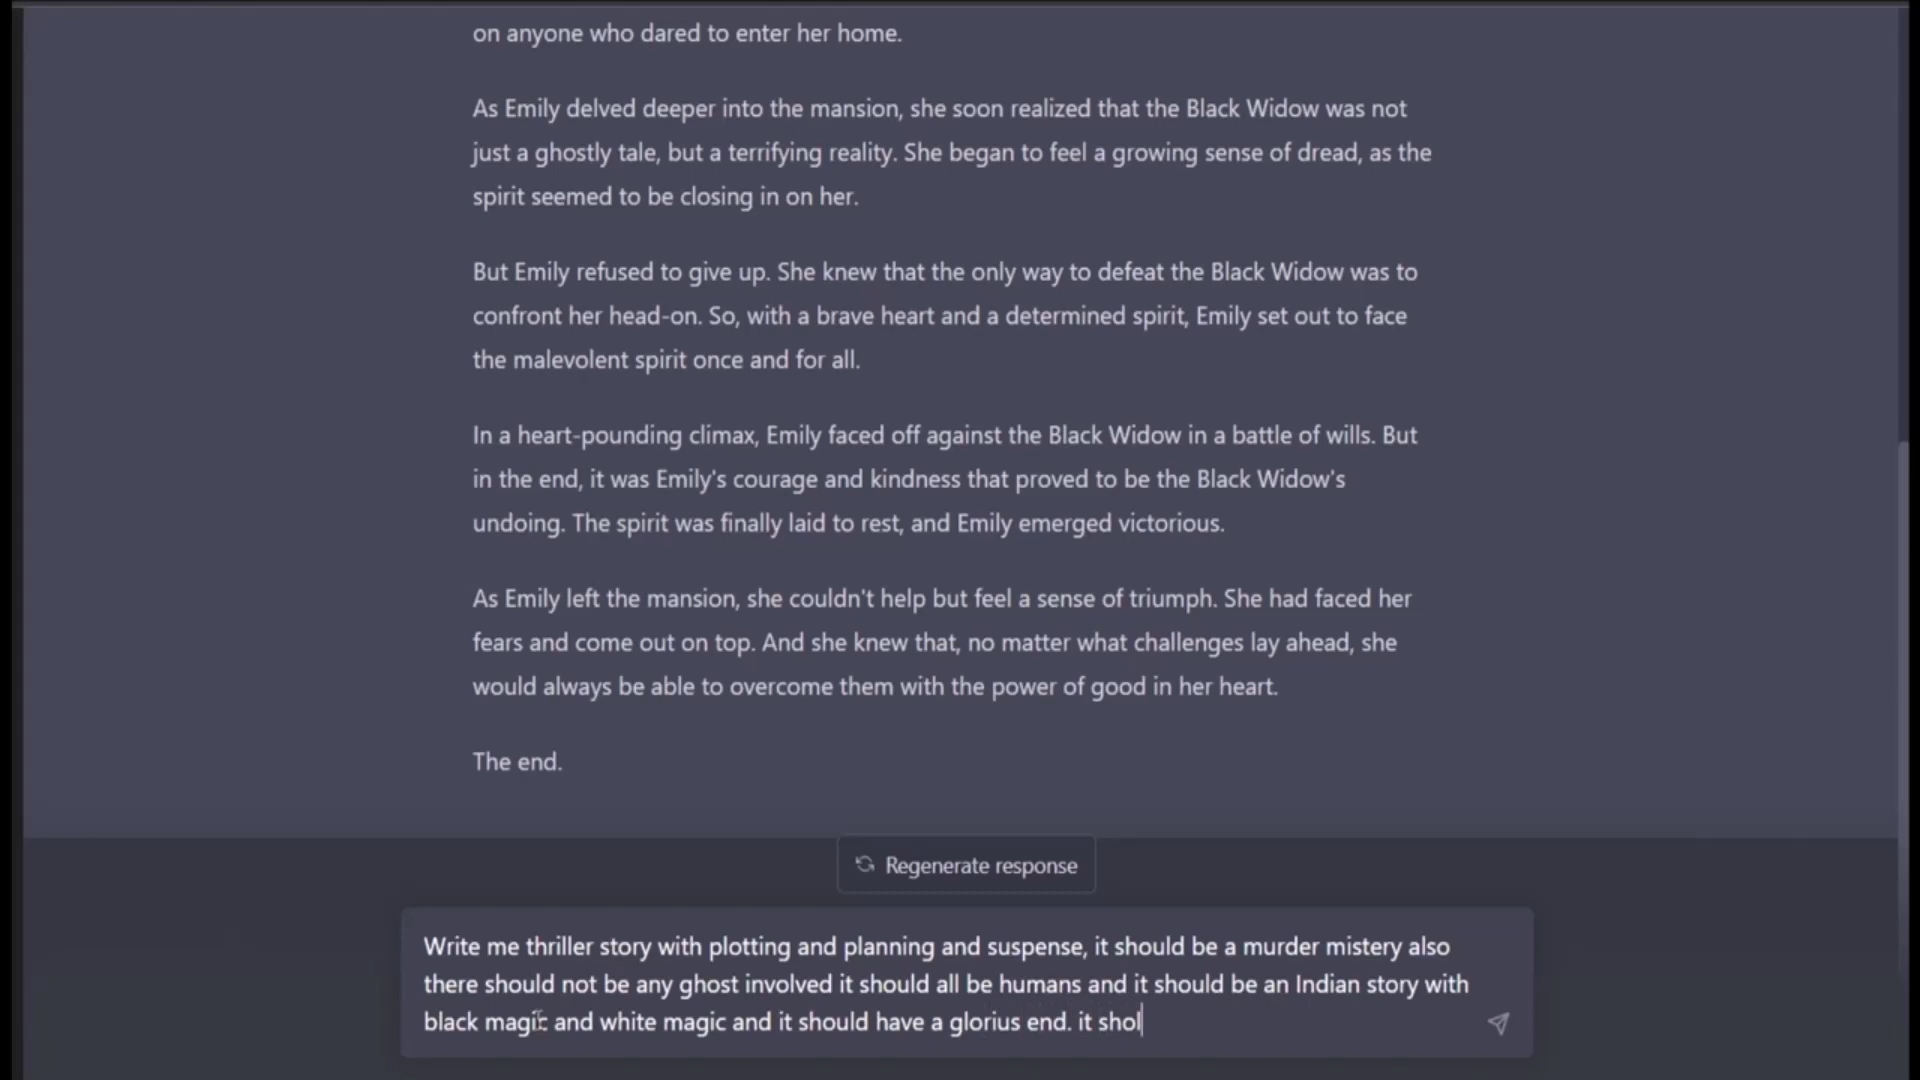 on anyone who dared to enter her home.
As Emily delved deeper into the mansion, she soon realized that the Black Widow was not
just a ghostly tale, but a terrifying reality. She began to feel a growing sense of dread, as the
spirit seemed to be closing in on her.
But Emily refused to give up. She knew that the only way to defeat the Black Widow was to
confront her head-on. So, with a brave heart and a determined spirit, Emily set out to face
the malevolent spirit once and for all.
In a heart-pounding climax, Emily faced off against the Black Widow in a battle of wills. But
in the end, it was Emily's courage and kindness that proved to be the Black Widow's
undoing. The spirit was finally laid to rest, and Emily emerged victorious.
As Emily left the mansion, she couldn't help but feel a sense of triumph. She had faced her
fears and come out on top. And she knew that, no matter what challenges lay ahead, she
would always be able to overcome them with the power of good in her heart.
The end.
Regenerate response
Write me thriller story with plotting and planning and suspense, it should be a murder mistery also
there should not be any ghost involved it should all be humans and it should be an Indian story with
black magic and white magic and it should have a glorius end. it shol